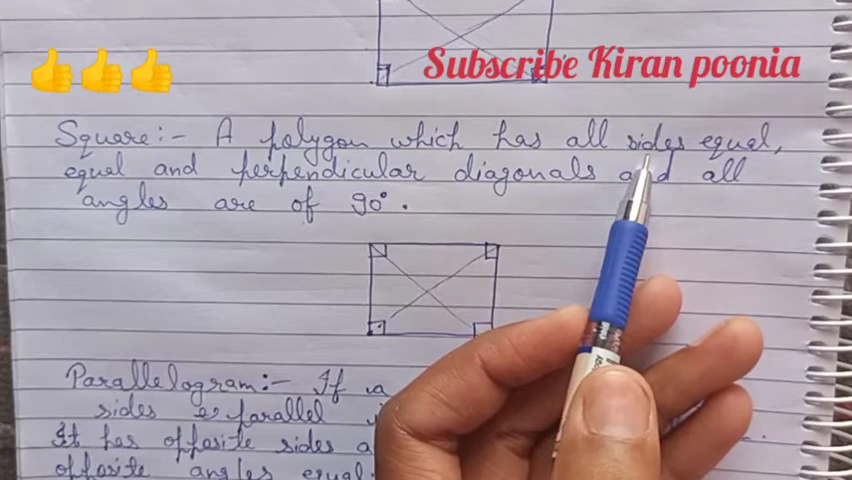 👍👍👍 Subscribe Kiran poonia
Square:- A polygon which has all sides equal,
equal and perpendicular diagonals and all
angles are of 90°.
Parallelogram:- If a
sides is parallel
It has opposite sides a
opposite angles equal.